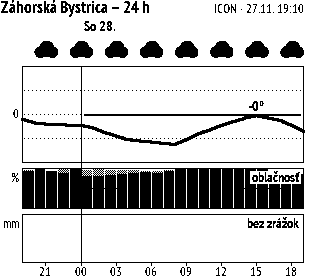 Záhorská Bystrica – 24 h ICON · 27.11. 19:10
So 28.
0
-0°
% oblačnosť
mm bez zrážok
21 00 03 06 09 12 15 18